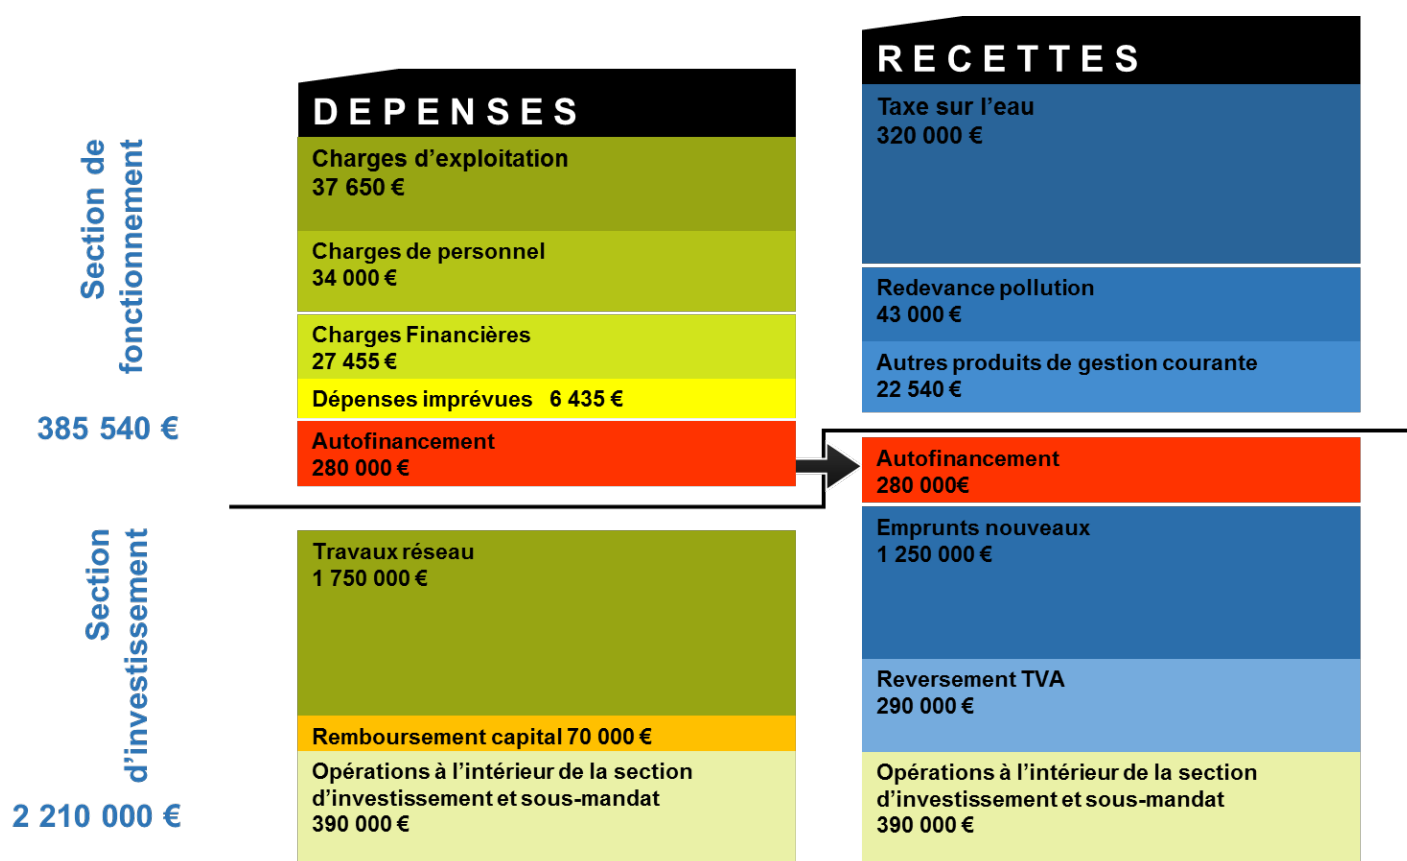 Section de
fonctionnement
385 540 €
DEPENSES
Charges d’exploitation
37 650 €
Charges de personnel
34 000 €
Charges Financières
27 455 €
Dépenses imprévues 6 435 €
Autofinancement
280 000 €
RECETTES
Taxe sur l’eau
320 000 €
Redevance pollution
43 000 €
Autres produits de gestion courante
22 540 €
Section
d’investissement
2 210 000 €
Travaux réseau
1 750 000 €
Remboursement capital 70 000 €
Opérations à l’intérieur de la section
d’investissement et sous-mandat
390 000 €
Autofinancement
280 000€
Emprunts nouveaux
1 250 000 €
Reversement TVA
290 000 €
Opérations à l’intérieur de la section
d’investissement et sous-mandat
390 000 €